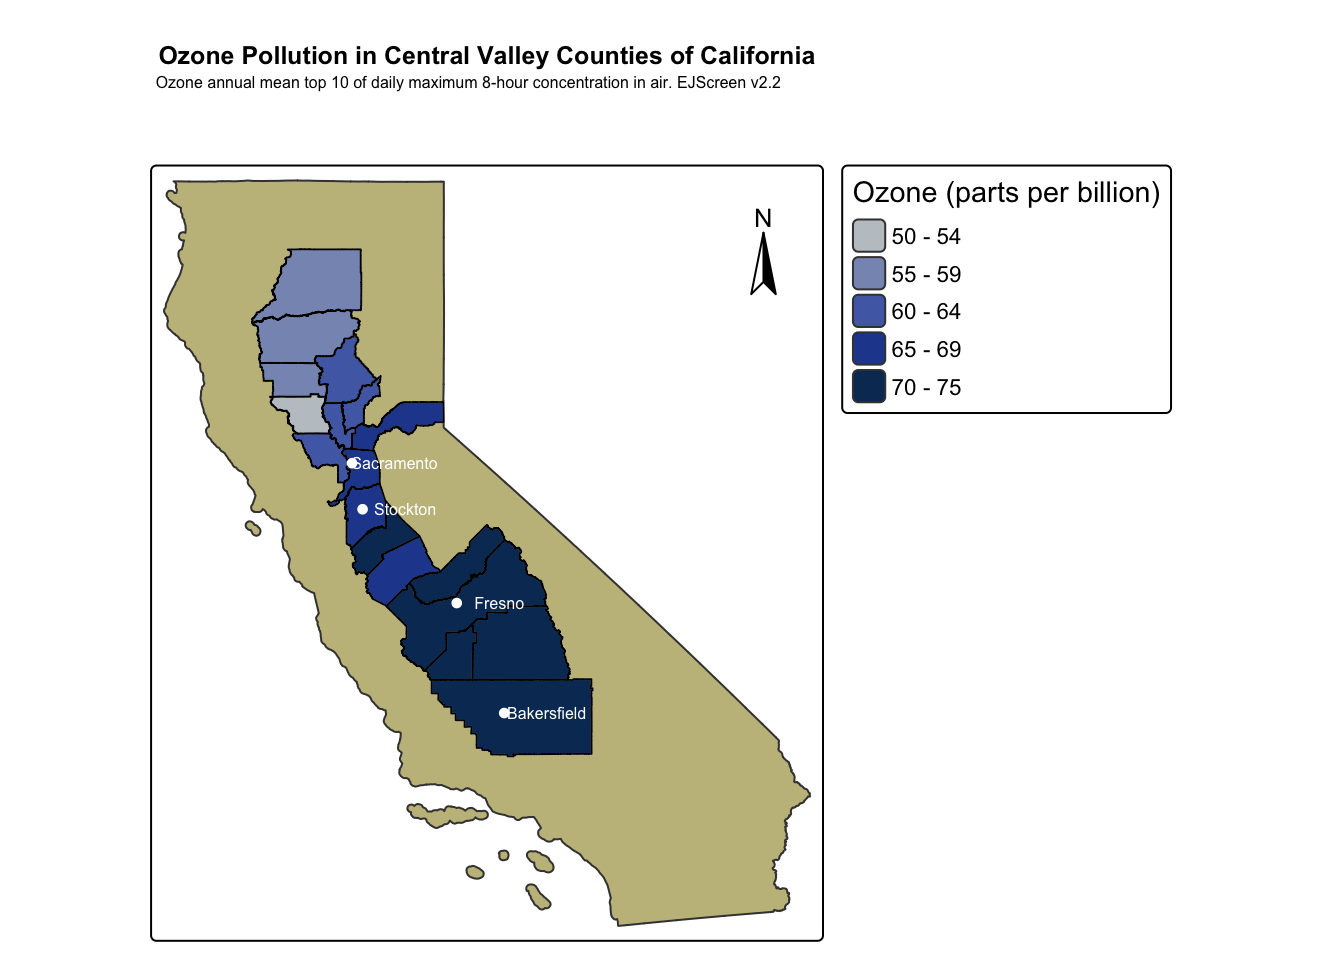 Ozone Pollution in Central Valley Counties of California
Ozone annual mean top 10 of daily maximum 8-hour concentration in air. EJScreen v2.2
N
Sacramento
Stockton
Fresno
Bakersfield
Ozone (parts per billion)
50 - 54
55 - 59
60 - 64
65 - 69
70 - 75